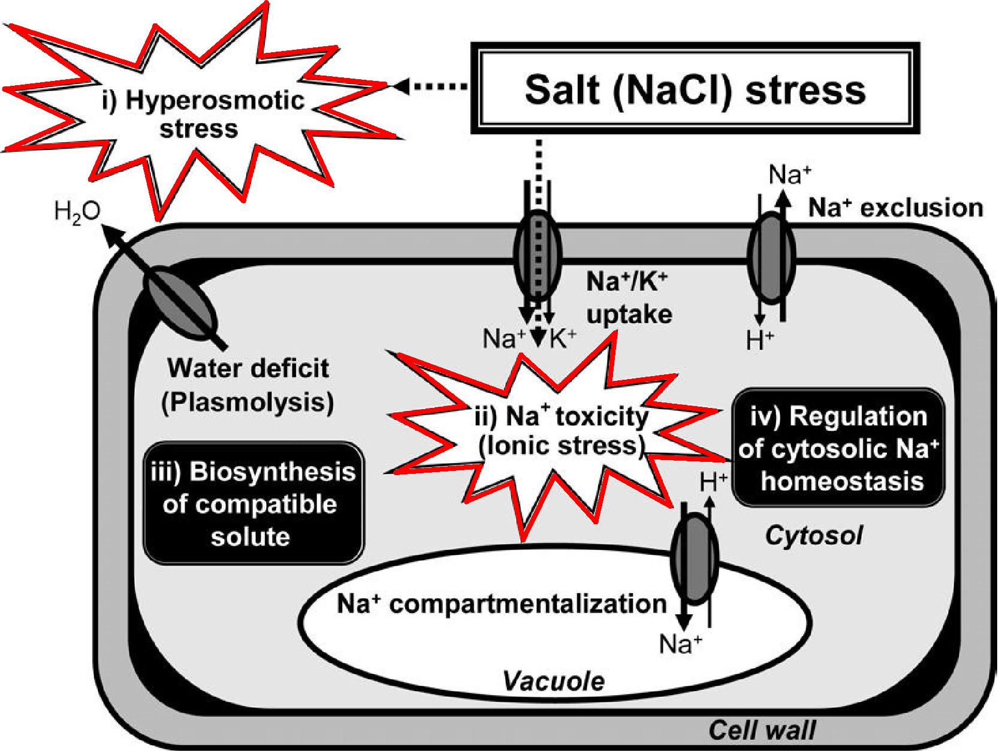 Salt (NaCl) stress
i) Hyperosmotic
stress
H₂O
Na⁺
Na⁺ exclusion
Na⁺/K⁺
uptake
Na⁺
K⁺
H⁺
Water deficit
(Plasmolysis)
ii) Na⁺ toxicity
(Ionic stress)
iv) Regulation
of cytosolic Na⁺
homeostasis
iii) Biosynthesis
of compatible
solute
H⁺
Cytosol
Na⁺ compartmentalization
Na⁺
Vacuole
Cell wall